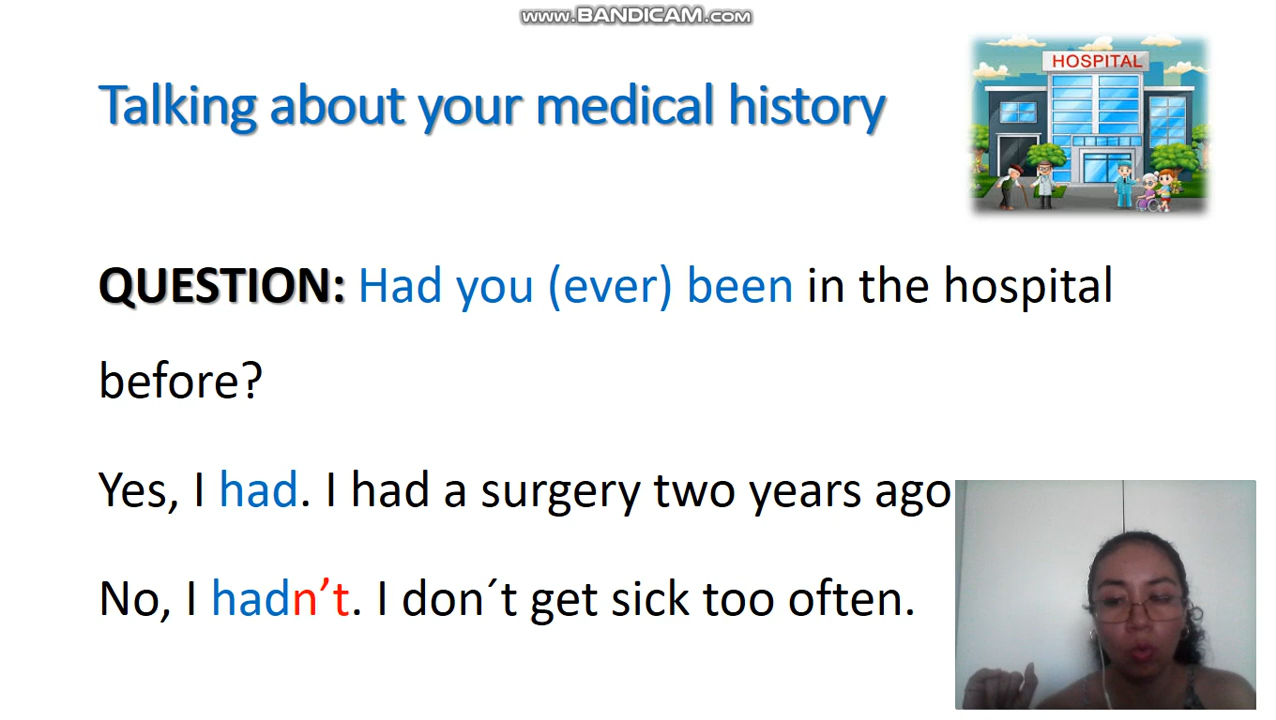 www.BANDICAM.com
HOSPITAL
Talking about your medical history
QUESTION: Had you (ever) been in the hospital
before?
Yes, I had. I had a surgery two years ago
No, I hadn’t. I don´t get sick too often.